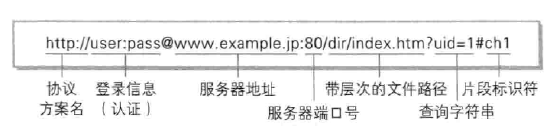 http://user:pass@www.example.jp:80/dir/index.htm?uid=1#ch1
协议 登录信息 服务器地址 带层次的文件路径 片段标识符
方案名 （认证） 服务器端口号 查询字符串